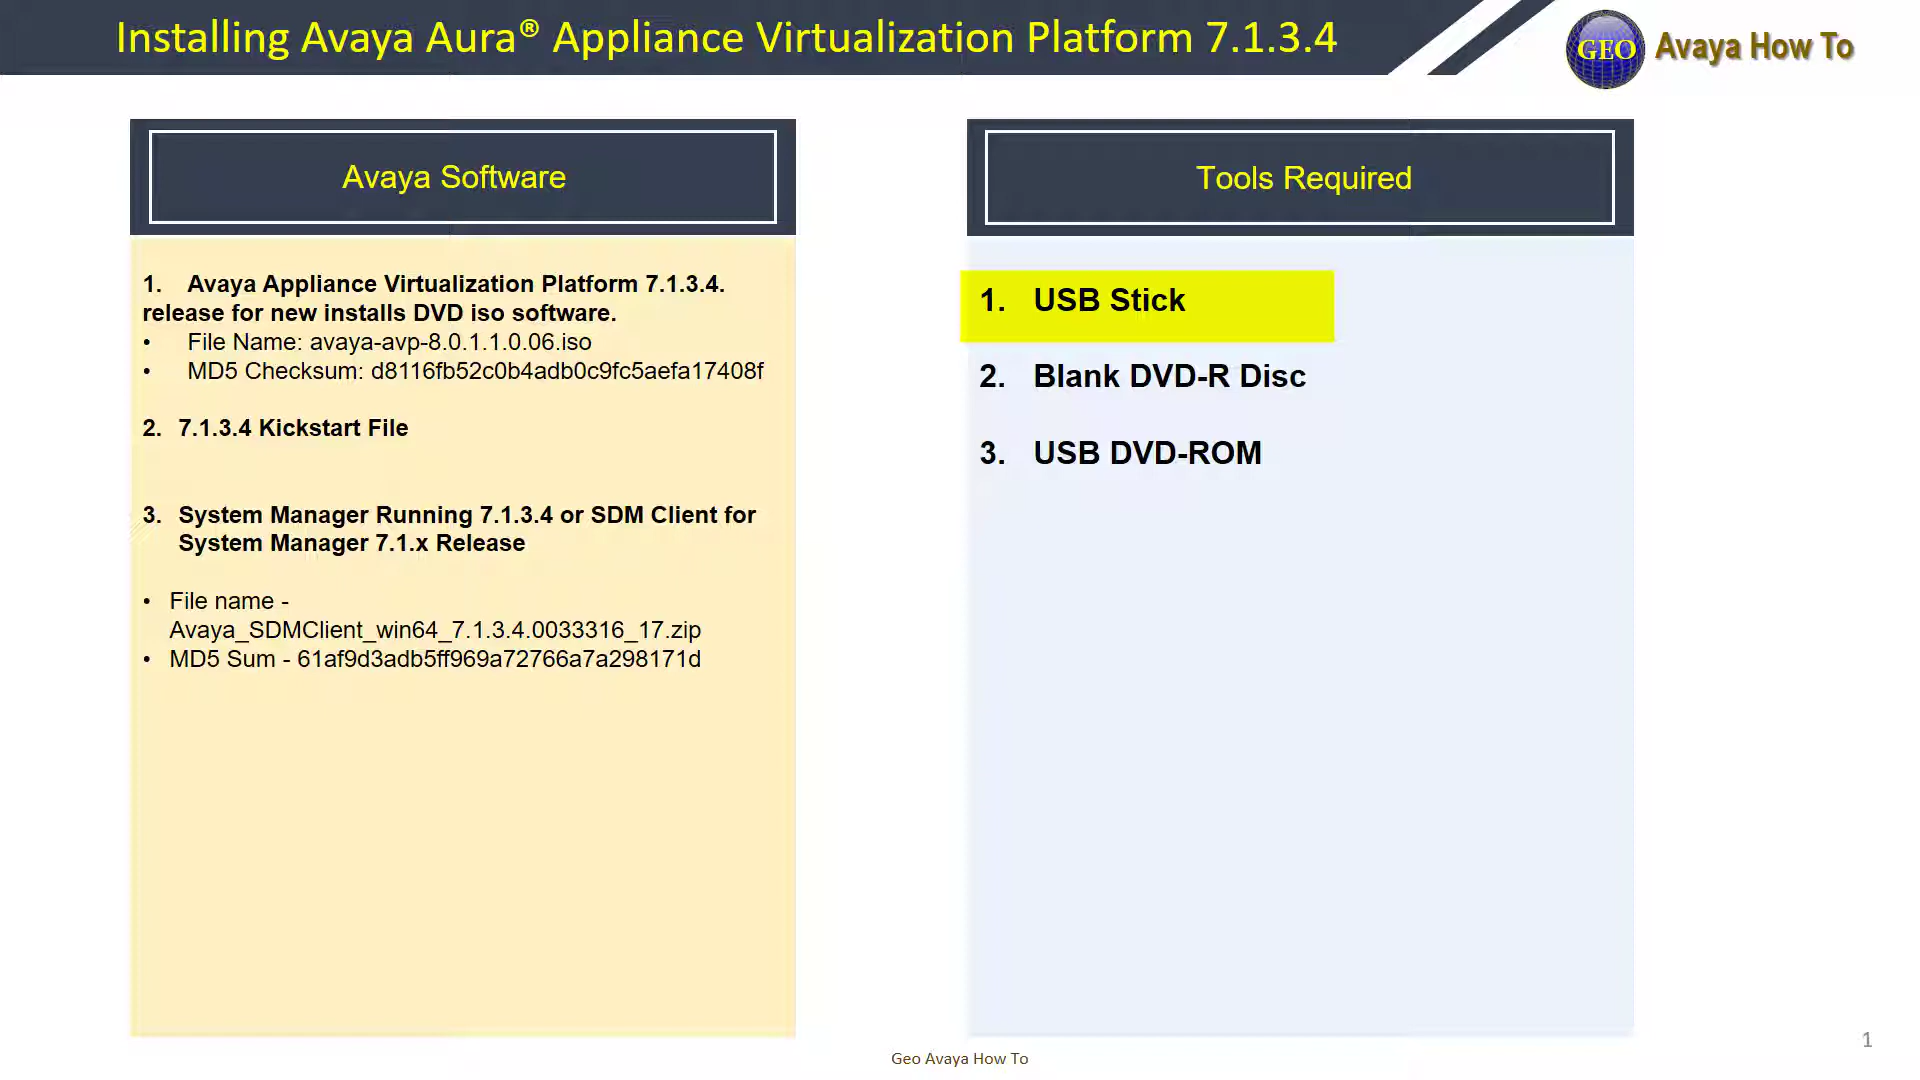 Installing Avaya Aura® Appliance Virtualization Platform 7.1.3.4
GEO Avaya How To
Avaya Software
1. Avaya Appliance Virtualization Platform 7.1.3.4.
release for new installs DVD iso software.
• File Name: avaya-avp-8.0.1.1.0.06.iso
• MD5 Checksum: d8116fb52c0b4adb0c9fc5aefa17408f
2. 7.1.3.4 Kickstart File
3. System Manager Running 7.1.3.4 or SDM Client for
System Manager 7.1.x Release
• File name -
Avaya_SDMClient_win64_7.1.3.4.0033316_17.zip
• MD5 Sum - 61af9d3adb5ff969a72766a7a298171d
Tools Required
1. USB Stick
2. Blank DVD-R Disc
3. USB DVD-ROM
Geo Avaya How To
1